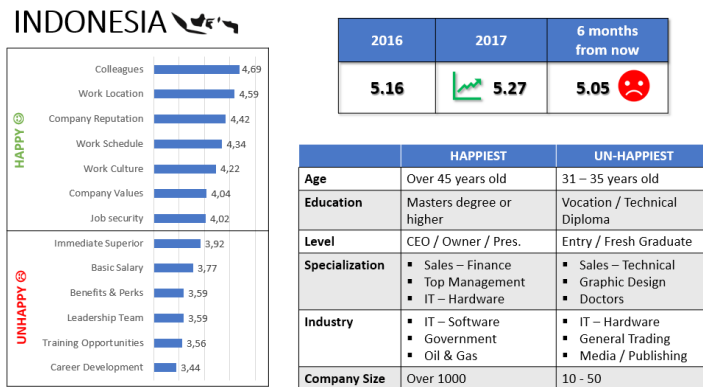 INDONESIA
HAPPY
Colleagues 4,69
Work Location 4,59
Company Reputation 4,42
Work Schedule 4,34
Work Culture 4,22
Company Values 4,04
Job security 4,02
UNHAPPY
Immediate Superior 3,92
Basic Salary 3,77
Benefits & Perks 3,59
Leadership Team 3,59
Training Opportunities 3,56
Career Development 3,44
2016 2017 6 months
from now
5.16 5.27 5.05
HAPPIEST UN-HAPPIEST
Age Over 45 years old 31 – 35 years old
Education Masters degree or Vocation / Technical
higher Diploma
Level CEO / Owner / Pres. Entry / Fresh Graduate
Specialization ▪ Sales – Finance ▪ Sales – Technical
▪ Top Management ▪ Graphic Design
▪ IT – Hardware ▪ Doctors
Industry ▪ IT – Software ▪ IT – Hardware
▪ Government ▪ General Trading
▪ Oil & Gas ▪ Media / Publishing
Company Size Over 1000 10 - 50